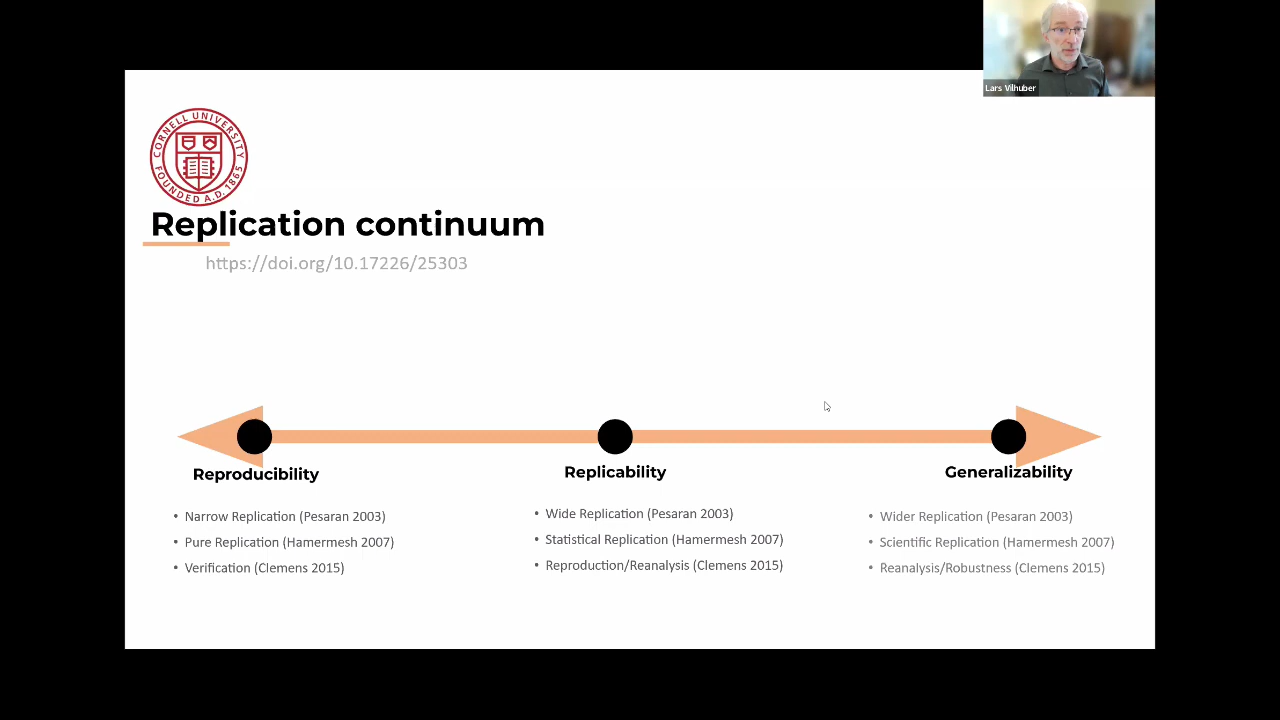 Lars Vilhuber
CORNELL UNIVERSITY
FOUNDED A.D. 1865
Replication continuum
https://doi.org/10.17226/25303
Reproducibility
• Narrow Replication (Pesaran 2003)
• Pure Replication (Hamermesh 2007)
• Verification (Clemens 2015)
Replicability
• Wide Replication (Pesaran 2003)
• Statistical Replication (Hamermesh 2007)
• Reproduction/Reanalysis (Clemens 2015)
Generalizability
• Wider Replication (Pesaran 2003)
• Scientific Replication (Hamermesh 2007)
• Reanalysis/Robustness (Clemens 2015)